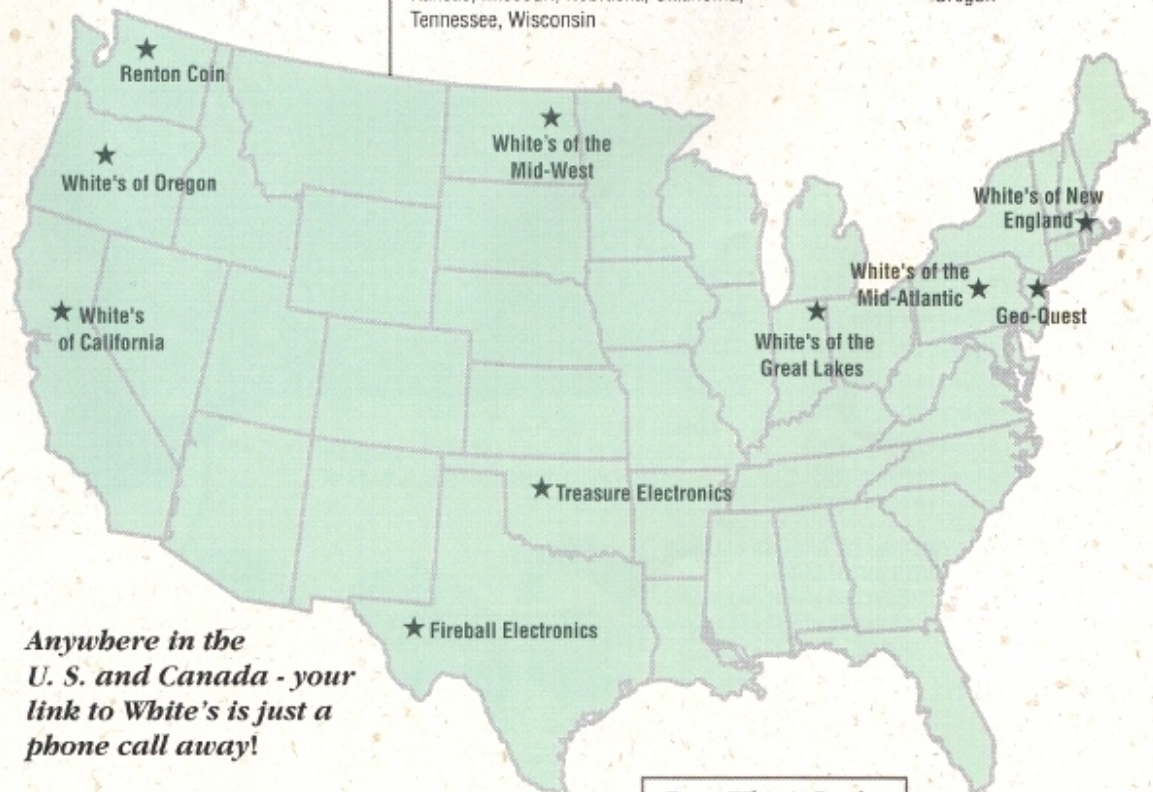 Tennessee, Wisconsin
Renton Coin
White's of the
Mid-West
White's of Oregon
White's of New
England
White's of the
Mid-Atlantic
Geo-Quest
White's
of California
White's of the
Great Lakes
Treasure Electronics
Fireball Electronics
Anywhere in the
U. S. and Canada - your
link to White's is just a
phone call away!